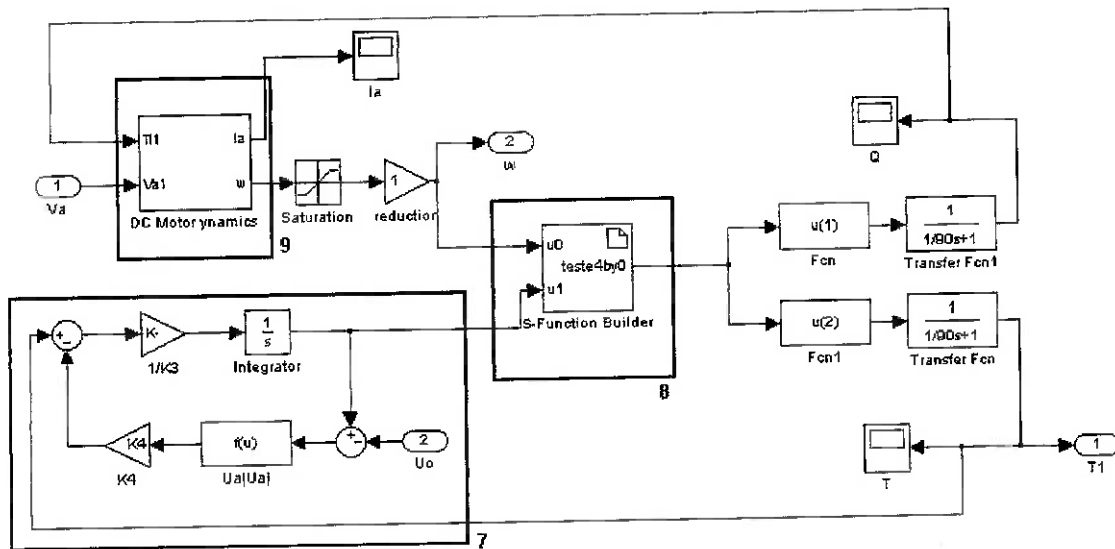 Ia
Tl1
Ia
Va1
w
1
Va
DC Motorynamics
9
Saturation
1
reduction
2
w
Q
u0
teste4by0
u1
S-Function Builder
8
u(1)
Fcn
1
1/90s+1
Transfer Fcn1
u(2)
Fcn1
1
1/90s+1
Transfer Fcn
K-
1/K3
1
s
Integrator
K4
K4
f(u)
Ua|Ua|
2
Uo
7
T
1
T1